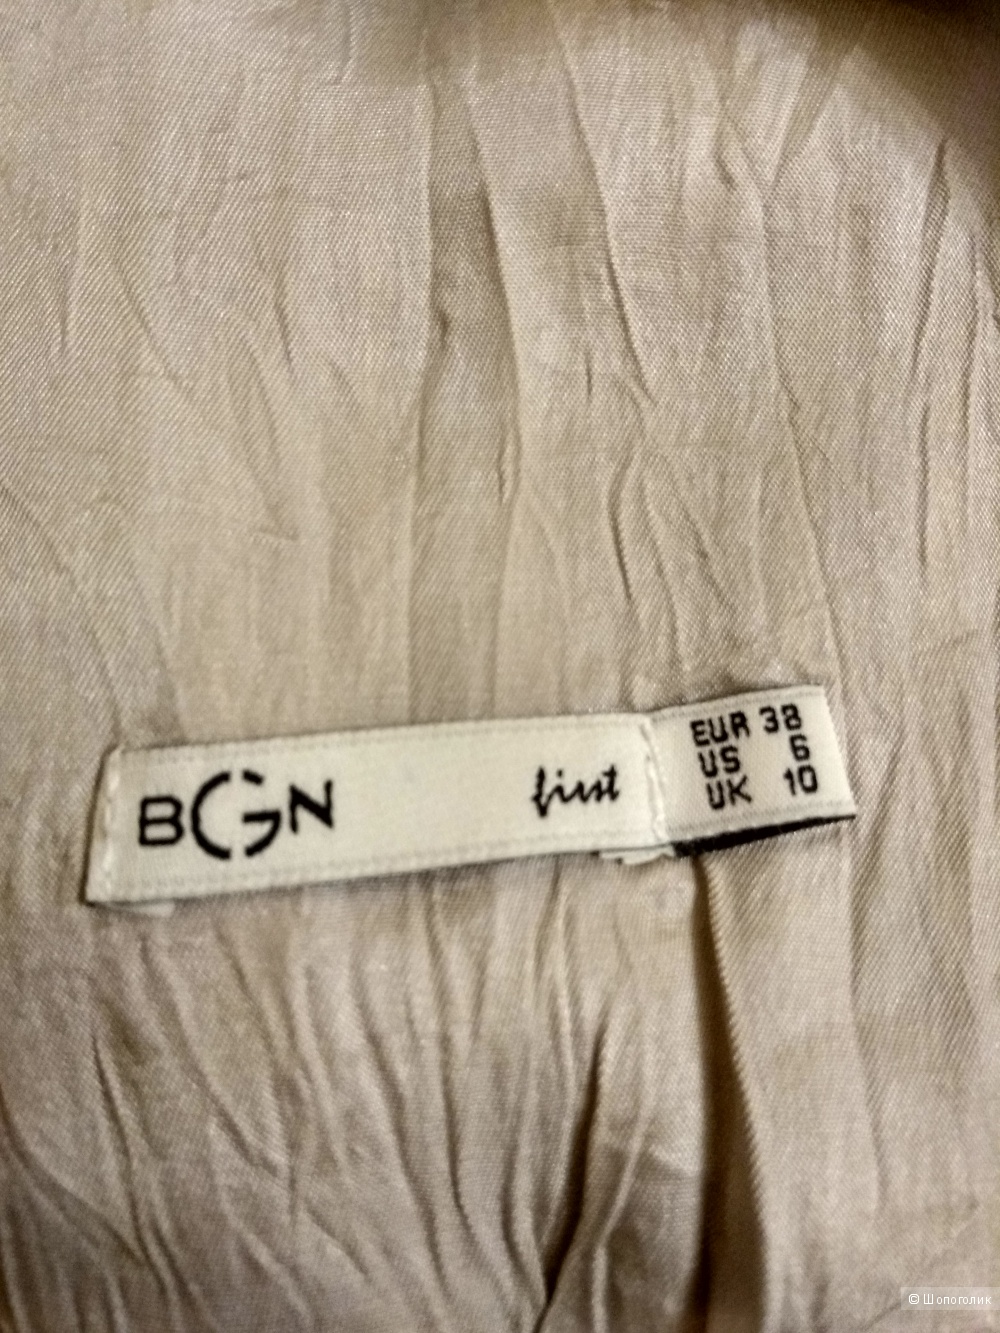 BGN first
EUR 38
US 6
UK 10
© Шопоголик